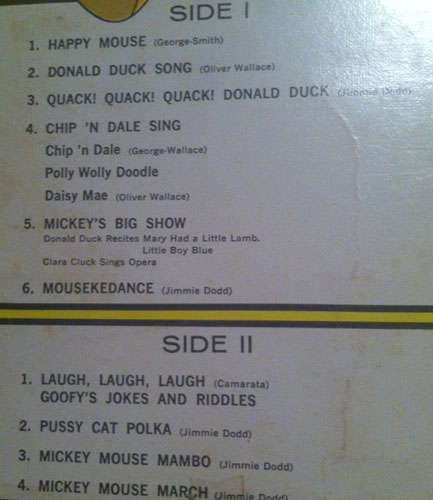 SIDE I
1. HAPPY MOUSE (George-Smith)
2. DONALD DUCK SONG (Oliver Wallace)
3. QUACK! QUACK! QUACK! DONALD DUCK (Jimmie Dodd)
4. CHIP 'N DALE SING
Chip 'n Dale (George-Wallace)
Polly Wolly Doodle
Daisy Mae (Oliver Wallace)
5. MICKEY'S BIG SHOW
Donald Duck Recites Mary Had a Little Lamb.
Little Boy Blue
Clara Cluck Sings Opera
6. MOUSEKEDANCE (Jimmie Dodd)
SIDE II
1. LAUGH, LAUGH, LAUGH (Camarata)
GOOFY'S JOKES AND RIDDLES
2. PUSSY CAT POLKA (Jimmie Dodd)
3. MICKEY MOUSE MAMBO (Jimmie Dodd)
4. MICKEY MOUSE MARCH (Jimmie Dodd)